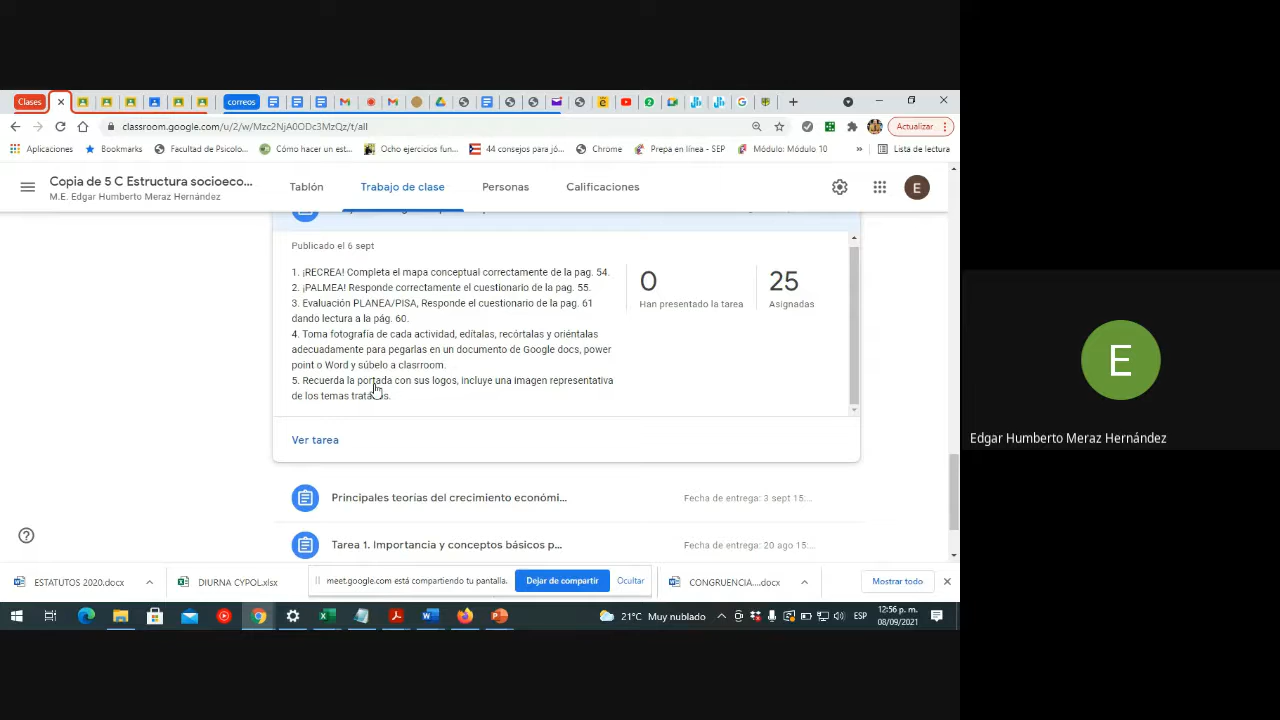 Clases
correos
classroom.google.com/u/2/w/Mzc2NjA0ODc3MzQz/t/all
Actualizar
Aplicaciones
Bookmarks
Facultad de Psicolo...
Cómo hacer un est...
Ocho ejercicios fun...
44 consejos para jó...
Chrome
Prepa en línea - SEP
Módulo: Módulo 10
»
Lista de lectura
Copia de 5 C Estructura socioeco...
M.E. Edgar Humberto Meraz Hernández
Tablón
Trabajo de clase
Personas
Calificaciones
E
Publicado el 6 sept
1. ¡RECREA! Completa el mapa conceptual correctamente de la pag. 54.
2. ¡PALMEA! Responde correctamente el cuestionario de la pag. 55.
3. Evaluación PLANEA/PISA, Responde el cuestionario de la pag. 61
dando lectura a la pág. 60.
4. Toma fotografía de cada actividad, edítalas, recórtalas y oriéntalas
adecuadamente para pegarlas en un documento de Google docs, power
point o Word y súbelo a clasrroom.
5. Recuerda la portada con sus logos, incluye una imagen representativa
de los temas tratados.
0
Han presentado la tarea
25
Asignadas
Ver tarea
Principales teorías del crecimiento económi...
Fecha de entrega: 3 sept 15:...
Tarea 1. Importancia y conceptos básicos p...
Fecha de entrega: 20 ago 15:...
ESTATUTOS 2020.docx
DIURNA CYPOL.xlsx
meet.google.com está compartiendo tu pantalla.
Dejar de compartir
Ocultar
CONGRUENCIA....docx
Mostrar todo
21°C Muy nublado
ESP
12:56 p. m.
08/09/2021
E
Edgar Humberto Meraz Hernández